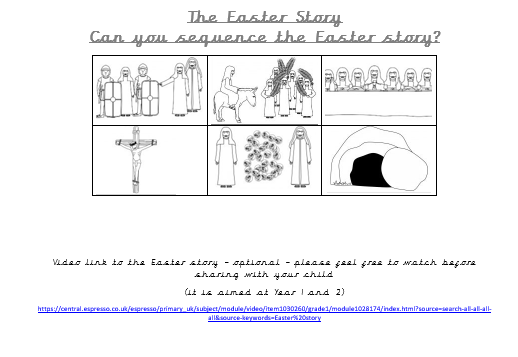 The Easter Story
Can you sequence the Easter story?
Video link to the Easter story - optional - please feel free to watch before
sharing with your child
(it is aimed at Year 1 and 2)
https://central.espresso.co.uk/espresso/primary_uk/subject/module/video/item1030260/grade1/module1028174/index.html?source=search-all-all-all-
all&source-keywords=Easter%20story